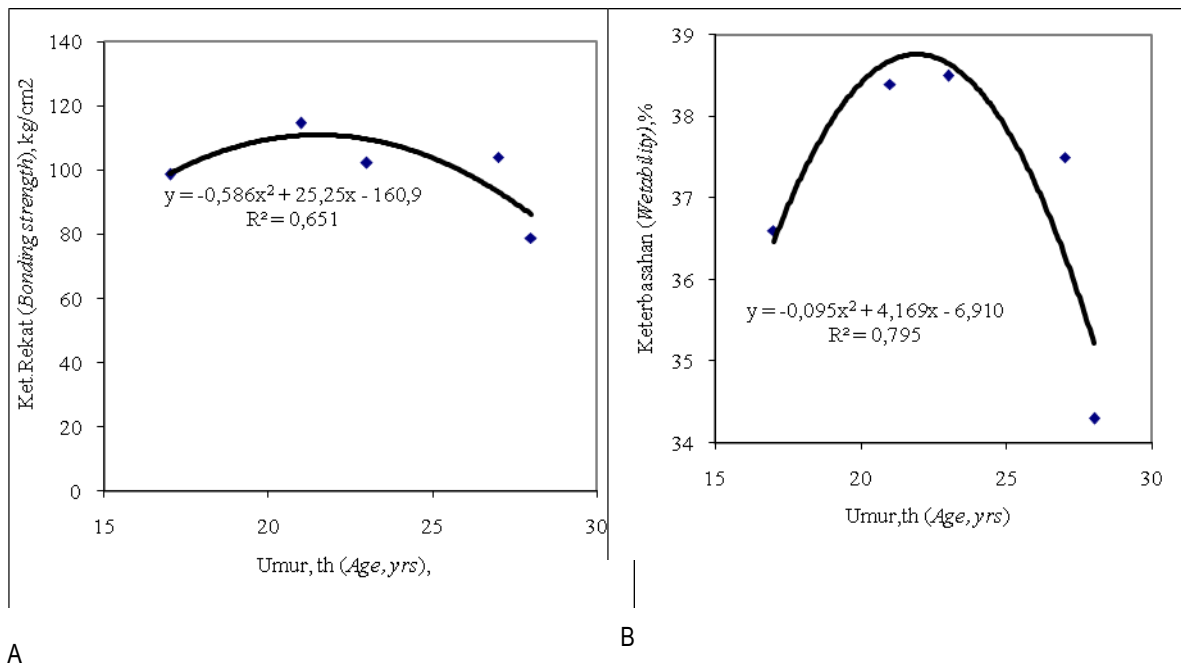 140
120
100
80
60
40
20
0
15
20
25
30
Ket.Rekat (Bonding strength), kg/cm2
y = -0,586x² + 25,25x - 160,9
R² = 0,651
Umur, th (Age, yrs),
A
39
38
37
36
35
34
15
20
25
30
Keterbasahan (Wetability),%
y = -0,095x² + 4,169x - 6,910
R² = 0,795
Umur,th (Age, yrs)
B